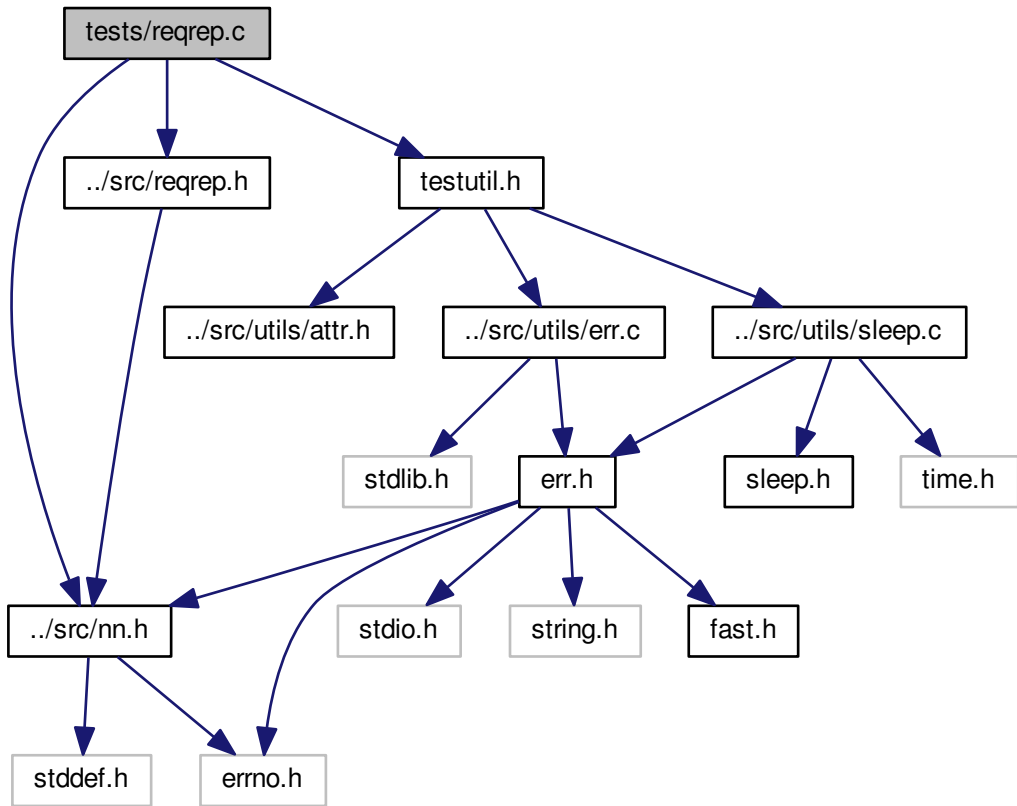 tests/reqrep.c
../src/reqrep.h
testutil.h
../src/utils/attr.h
../src/utils/err.c
../src/utils/sleep.c
stdlib.h
err.h
sleep.h
time.h
../src/nn.h
stdio.h
string.h
fast.h
stddef.h
errno.h